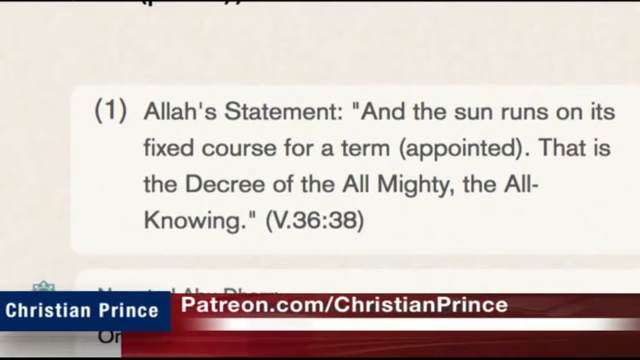 (1) Allah's Statement: "And the sun runs on its
fixed course for a term (appointed). That is
the Decree of the All Mighty, the All-
Knowing." (V.36:38)
Christian Prince
Patreon.com/ChristianPrince